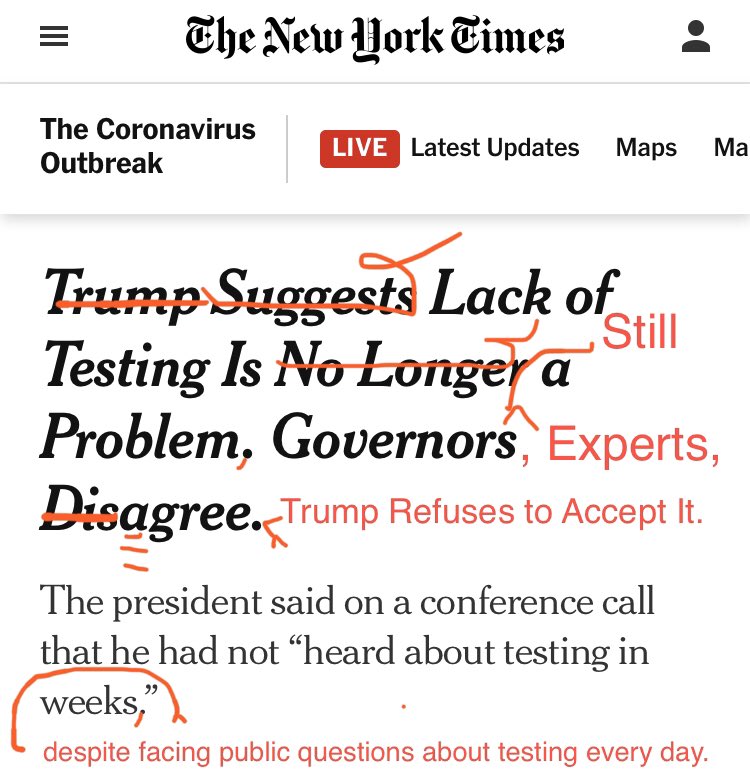 The New York Times
The Coronavirus
Outbreak
LIVE Latest Updates Maps Ma
Trump Suggests Lack of
Still
Testing Is No Longer a
Problem, Governors, Experts,
Disagree. Trump Refuses to Accept It.
The president said on a conference call
that he had not “heard about testing in
weeks,”
despite facing public questions about testing every day.